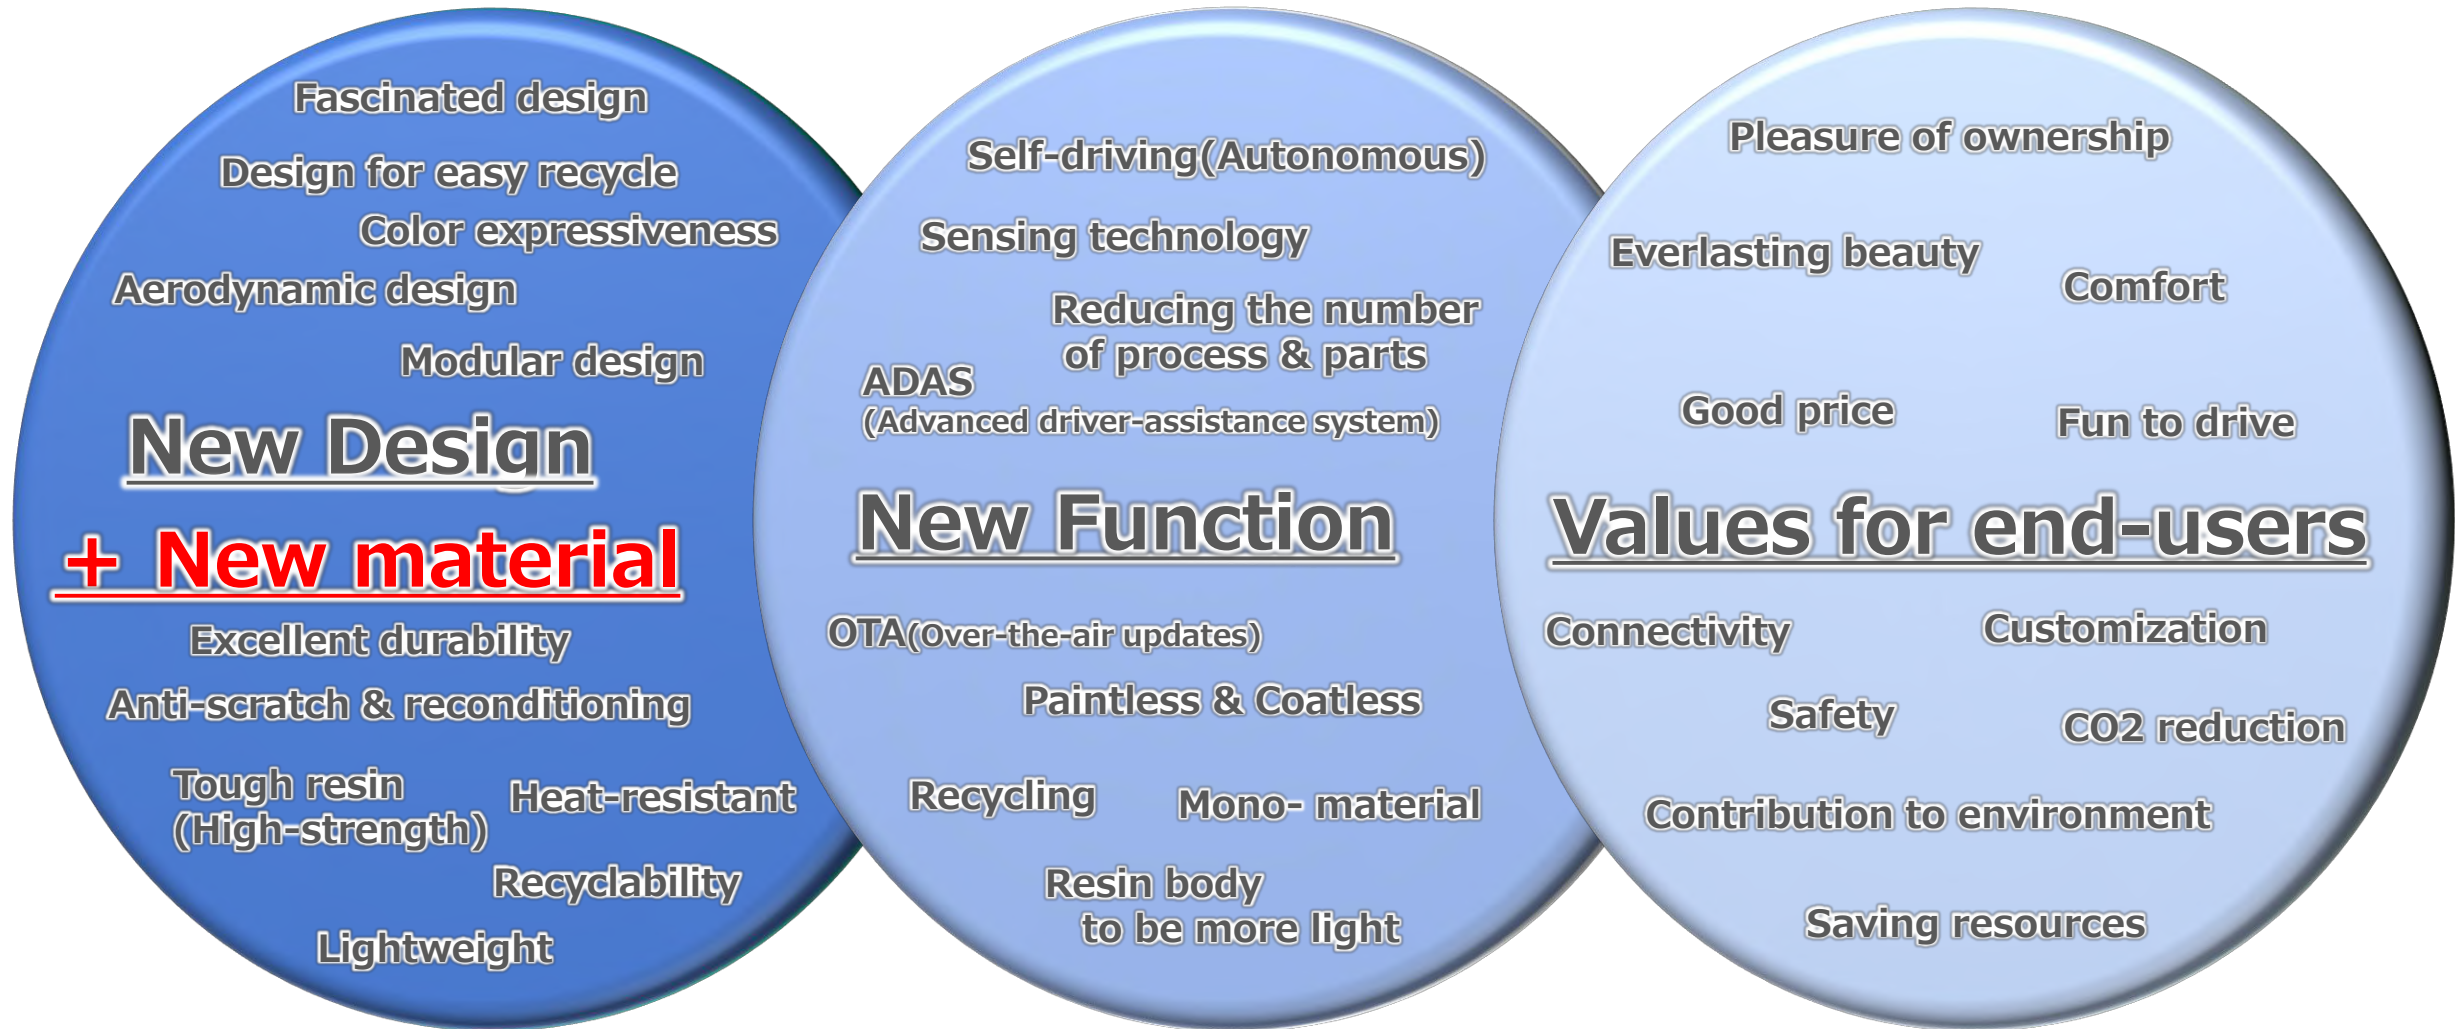 Fascinated design
Design for easy recycle
Color expressiveness
Aerodynamic design
Modular design
New Design
+ New material
Excellent durability
Anti-scratch & reconditioning
Tough resin
(High-strength)
Heat-resistant
Recyclability
Lightweight
Self-driving(Autonomous)
Sensing technology
Reducing the number
of process & parts
ADAS
(Advanced driver-assistance system)
New Function
OTA(Over-the-air updates)
Paintless & Coatless
Recycling
Mono- material
Resin body
to be more light
Pleasure of ownership
Everlasting beauty
Comfort
Good price
Fun to drive
Values for end-users
Connectivity
Customization
Safety
CO2 reduction
Contribution to environment
Saving resources